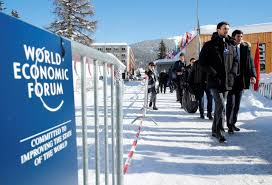 WORLD
ECONOMIC
FORUM
COMMITTED TO
IMPROVING THE STATE
OF THE WORLD